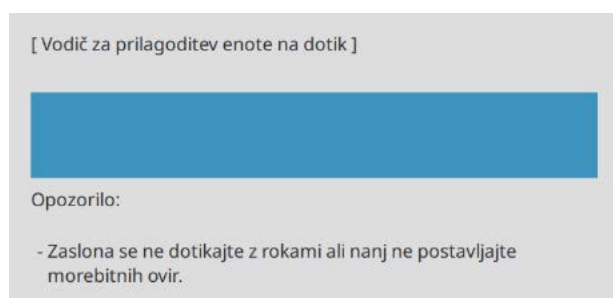 [ Vodič za prilagoditev enote na dotik ]
Opozorilo:
- Zaslona se ne dotikajte z rokami ali nanj ne postavljajte
morebitnih ovir.